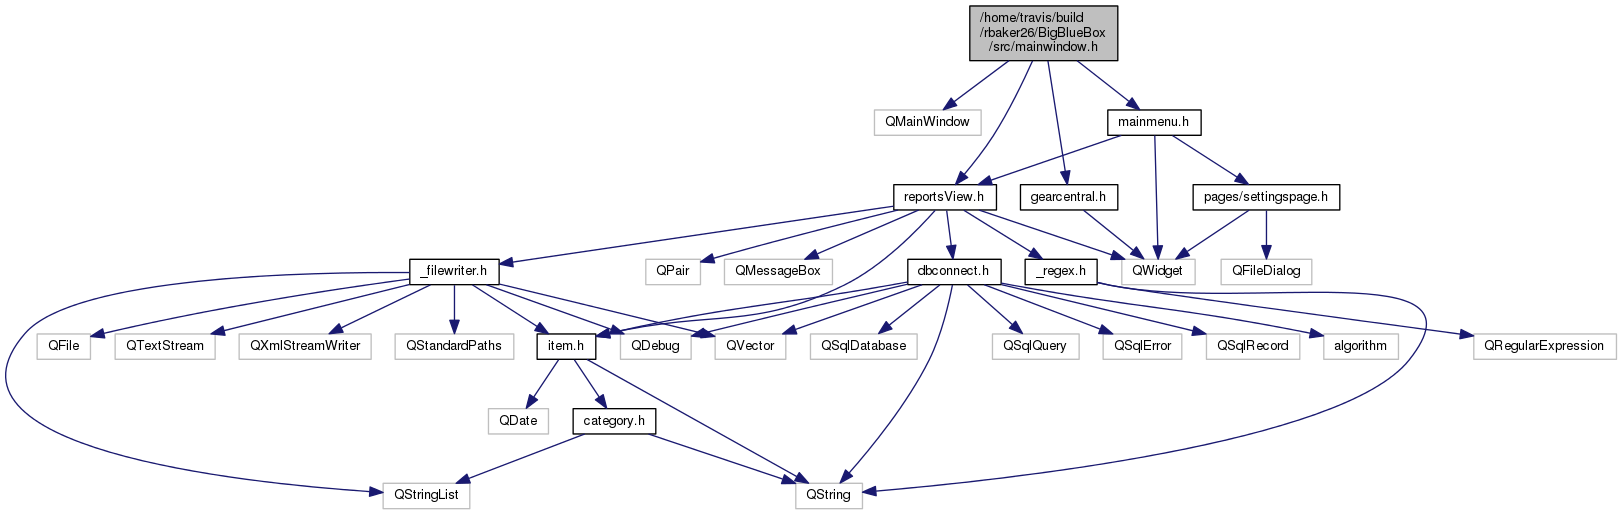 /home/travis/build
/rbaker26/BigBlueBox
/src/mainwindow.h
QMainWindow
mainmenu.h
reportsView.h
gearcentral.h
pages/settingspage.h
_filewriter.h
QPair
QMessageBox
dbconnect.h
_regex.h
QWidget
QFileDialog
QFile
QTextStream
QXmlStreamWriter
QStandardPaths
item.h
QDebug
QVector
QSqlDatabase
QSqlQuery
QSqlError
QSqlRecord
algorithm
QRegularExpression
QDate
category.h
QStringList
QString